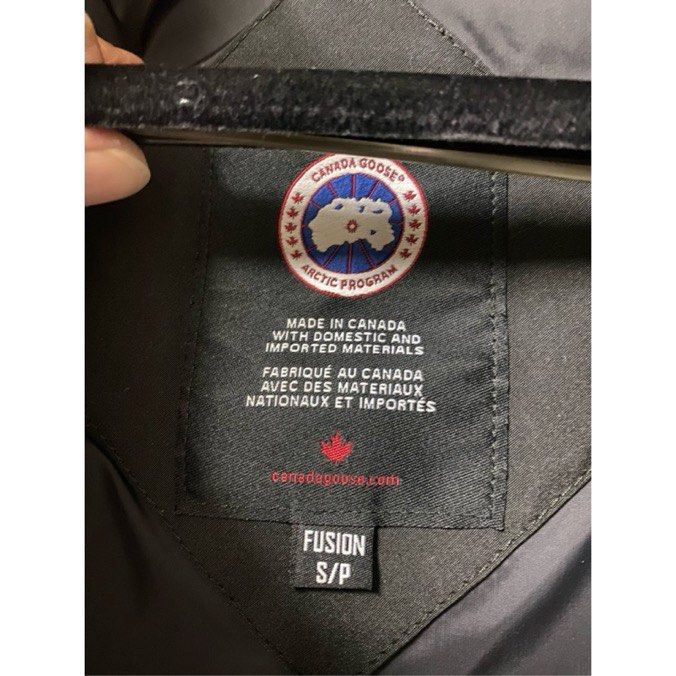 CANADA GOOSE®
ARCTIC PROGRAM
MADE IN CANADA
WITH DOMESTIC AND
IMPORTED MATERIALS
FABRIQUÉ AU CANADA
AVEC DES MATERIAUX
NATIONAUX ET IMPORTÉS
canadagoose.com
FUSION
S/P